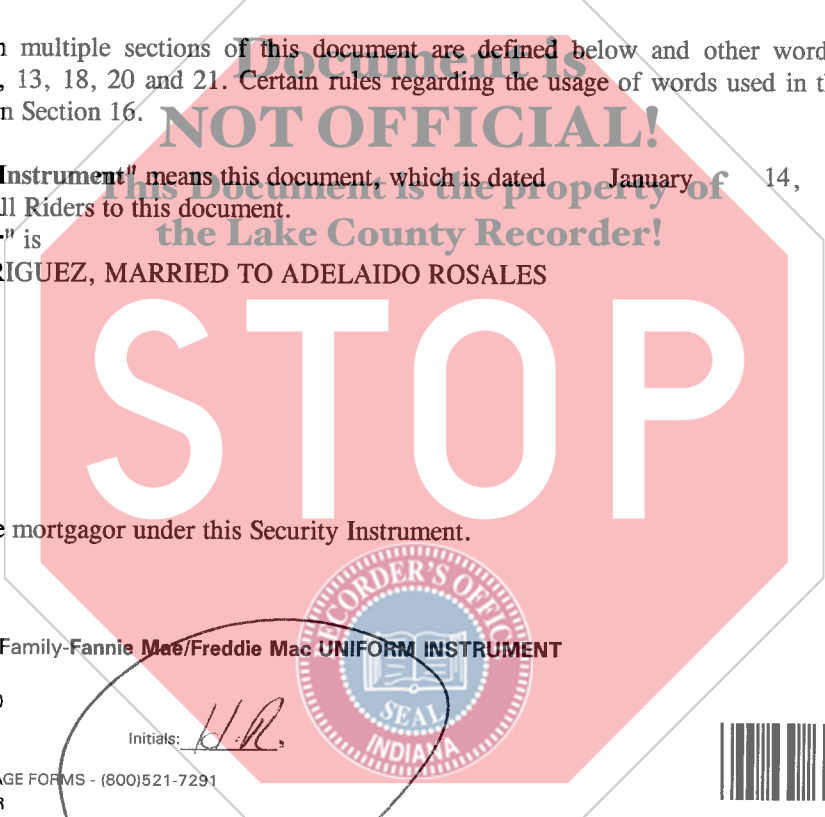 multiple sections of this document are defined below and other
, 13, 18, 20 and 21. Certain rules regarding the usage of words used in
Section 16.
Document is
NOT OFFICIAL!
This Document is the property of
the Lake County Recorder!
Instrument" means this document, which is dated January 14,
Riders to this document.
" is
MARRIED TO ADELAIDO ROSALES
STOP
mortgagor under this Security Instrument.
RECORDER'S OFFICE
SEAL
INDIANA
Family-Fannie Mae/Freddie Mac UNIFORM INSTRUMENT
Initials: H.R.
FORMS - (800)521-7291